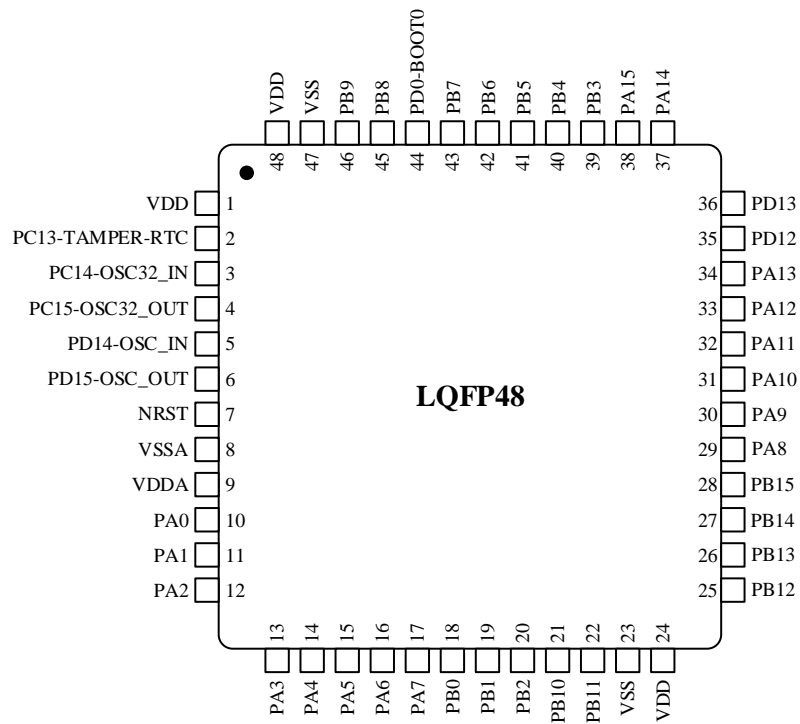 VDD
VSS
PB9
PB8
PD0-BOOT0
PB7
PB6
PB5
PB4
PB3
PA15
PA14
48
47
46
45
44
43
42
41
40
39
38
37
VDD 1
PC13-TAMPER-RTC 2
PC14-OSC32_IN 3
PC15-OSC32_OUT 4
PD14-OSC_IN 5
PD15-OSC_OUT 6
NRST 7
VSSA 8
VDDA 9
PA0 10
PA1 11
PA2 12
LQFP48
36 PD13
35 PD12
34 PA13
33 PA12
32 PA11
31 PA10
30 PA9
29 PA8
28 PB15
27 PB14
26 PB13
25 PB12
13
14
15
16
17
18
19
20
21
22
23
24
PA3
PA4
PA5
PA6
PA7
PB0
PB1
PB2
PB10
PB11
VSS
VDD